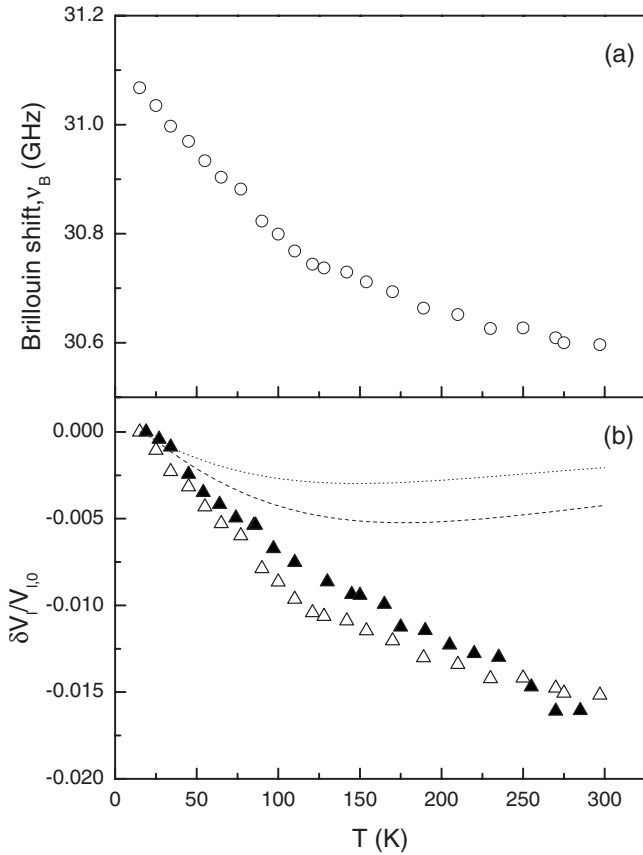 31.2
(a)
31.0
30.8
30.6
Brillouin shift,ν_B (GHz)
0.000
(b)
-0.005
-0.010
-0.015
-0.020
δV_l/V_l,0
0 50 100 150 200 250 300
T (K)